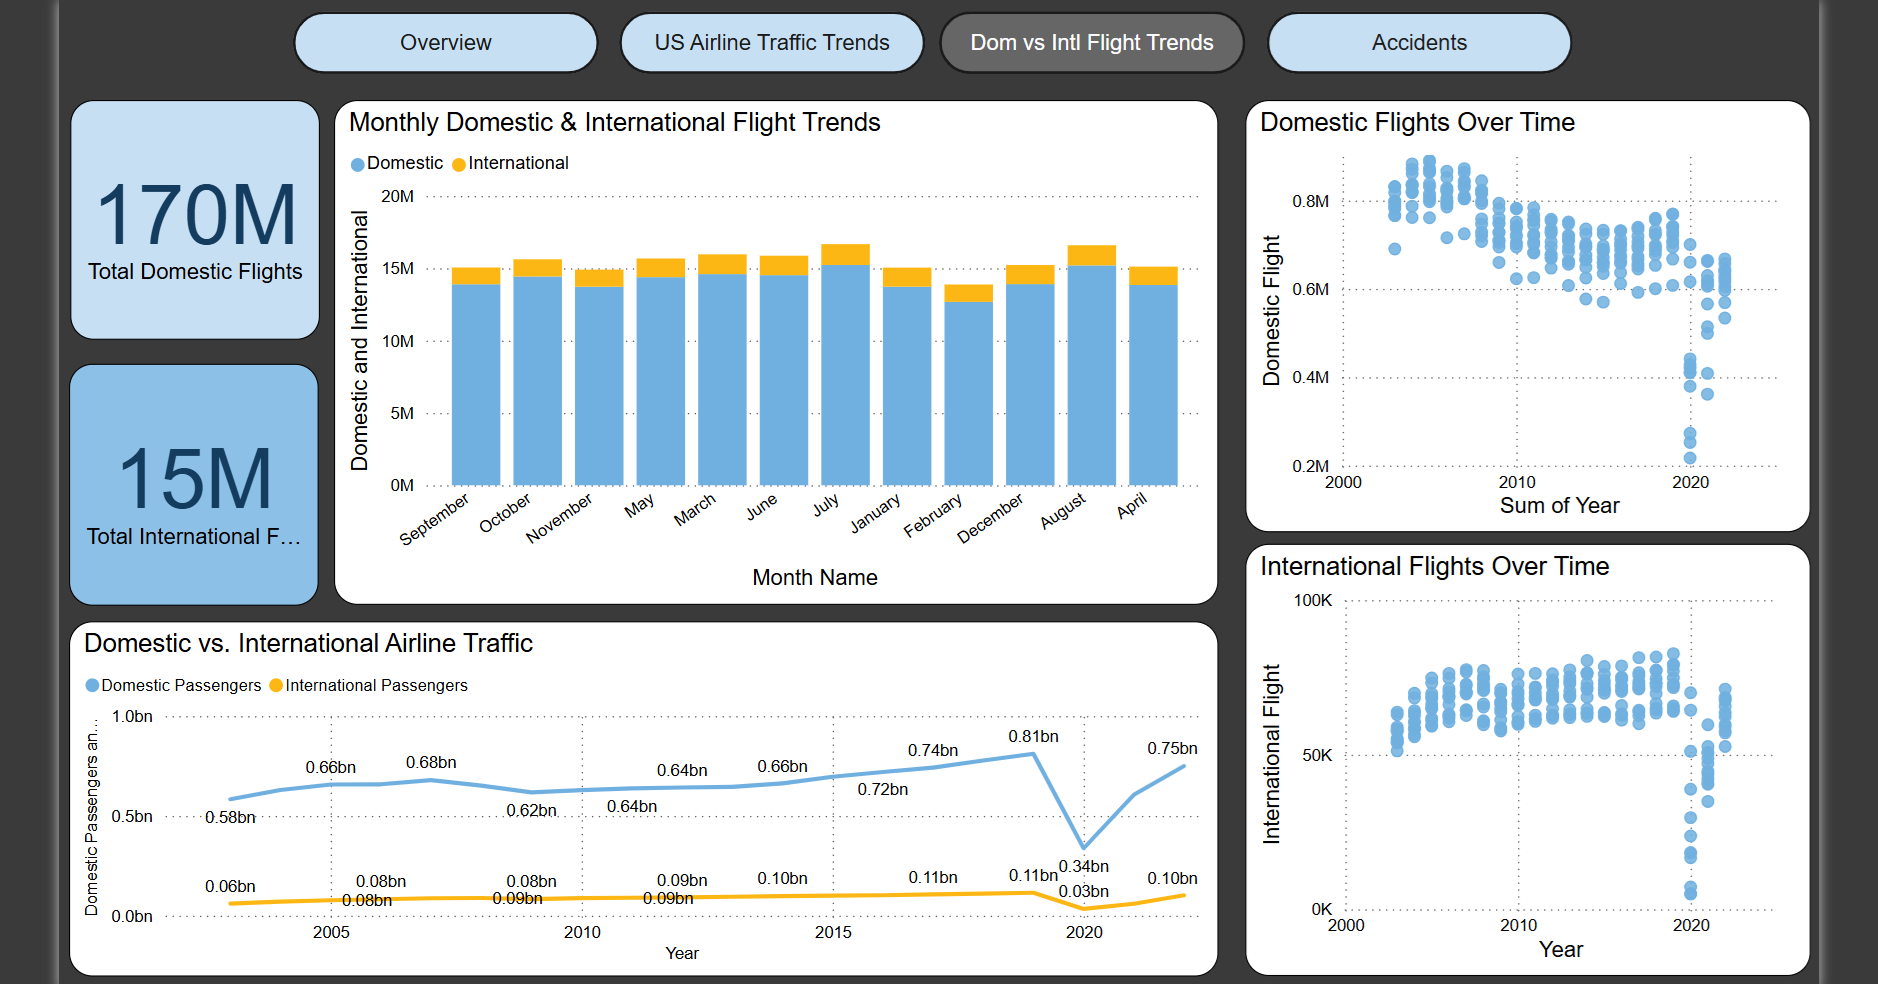 Overview
US Airline Traffic Trends
Dom vs Intl Flight Trends
Accidents
170M
Total Domestic Flights
15M
Total International F…
Monthly Domestic & International Flight Trends
Domestic
International
Domestic and International
20M
15M
10M
5M
0M
September
October
November
May
March
June
July
January
February
December
August
April
Month Name
Domestic vs. International Airline Traffic
Domestic Passengers
International Passengers
Domestic Passengers an…
1.0bn
0.5bn
0.0bn
0.58bn
0.66bn
0.68bn
0.62bn
0.64bn
0.64bn
0.66bn
0.72bn
0.74bn
0.81bn
0.34bn
0.75bn
0.06bn
0.08bn
0.08bn
0.09bn
0.08bn
0.09bn
0.09bn
0.10bn
0.11bn
0.11bn
0.03bn
0.10bn
2005
2010
2015
2020
Year
Domestic Flights Over Time
Domestic Flight
0.8M
0.6M
0.4M
0.2M
2000
2010
2020
Sum of Year
International Flights Over Time
International Flight
100K
50K
0K
2000
2010
2020
Year